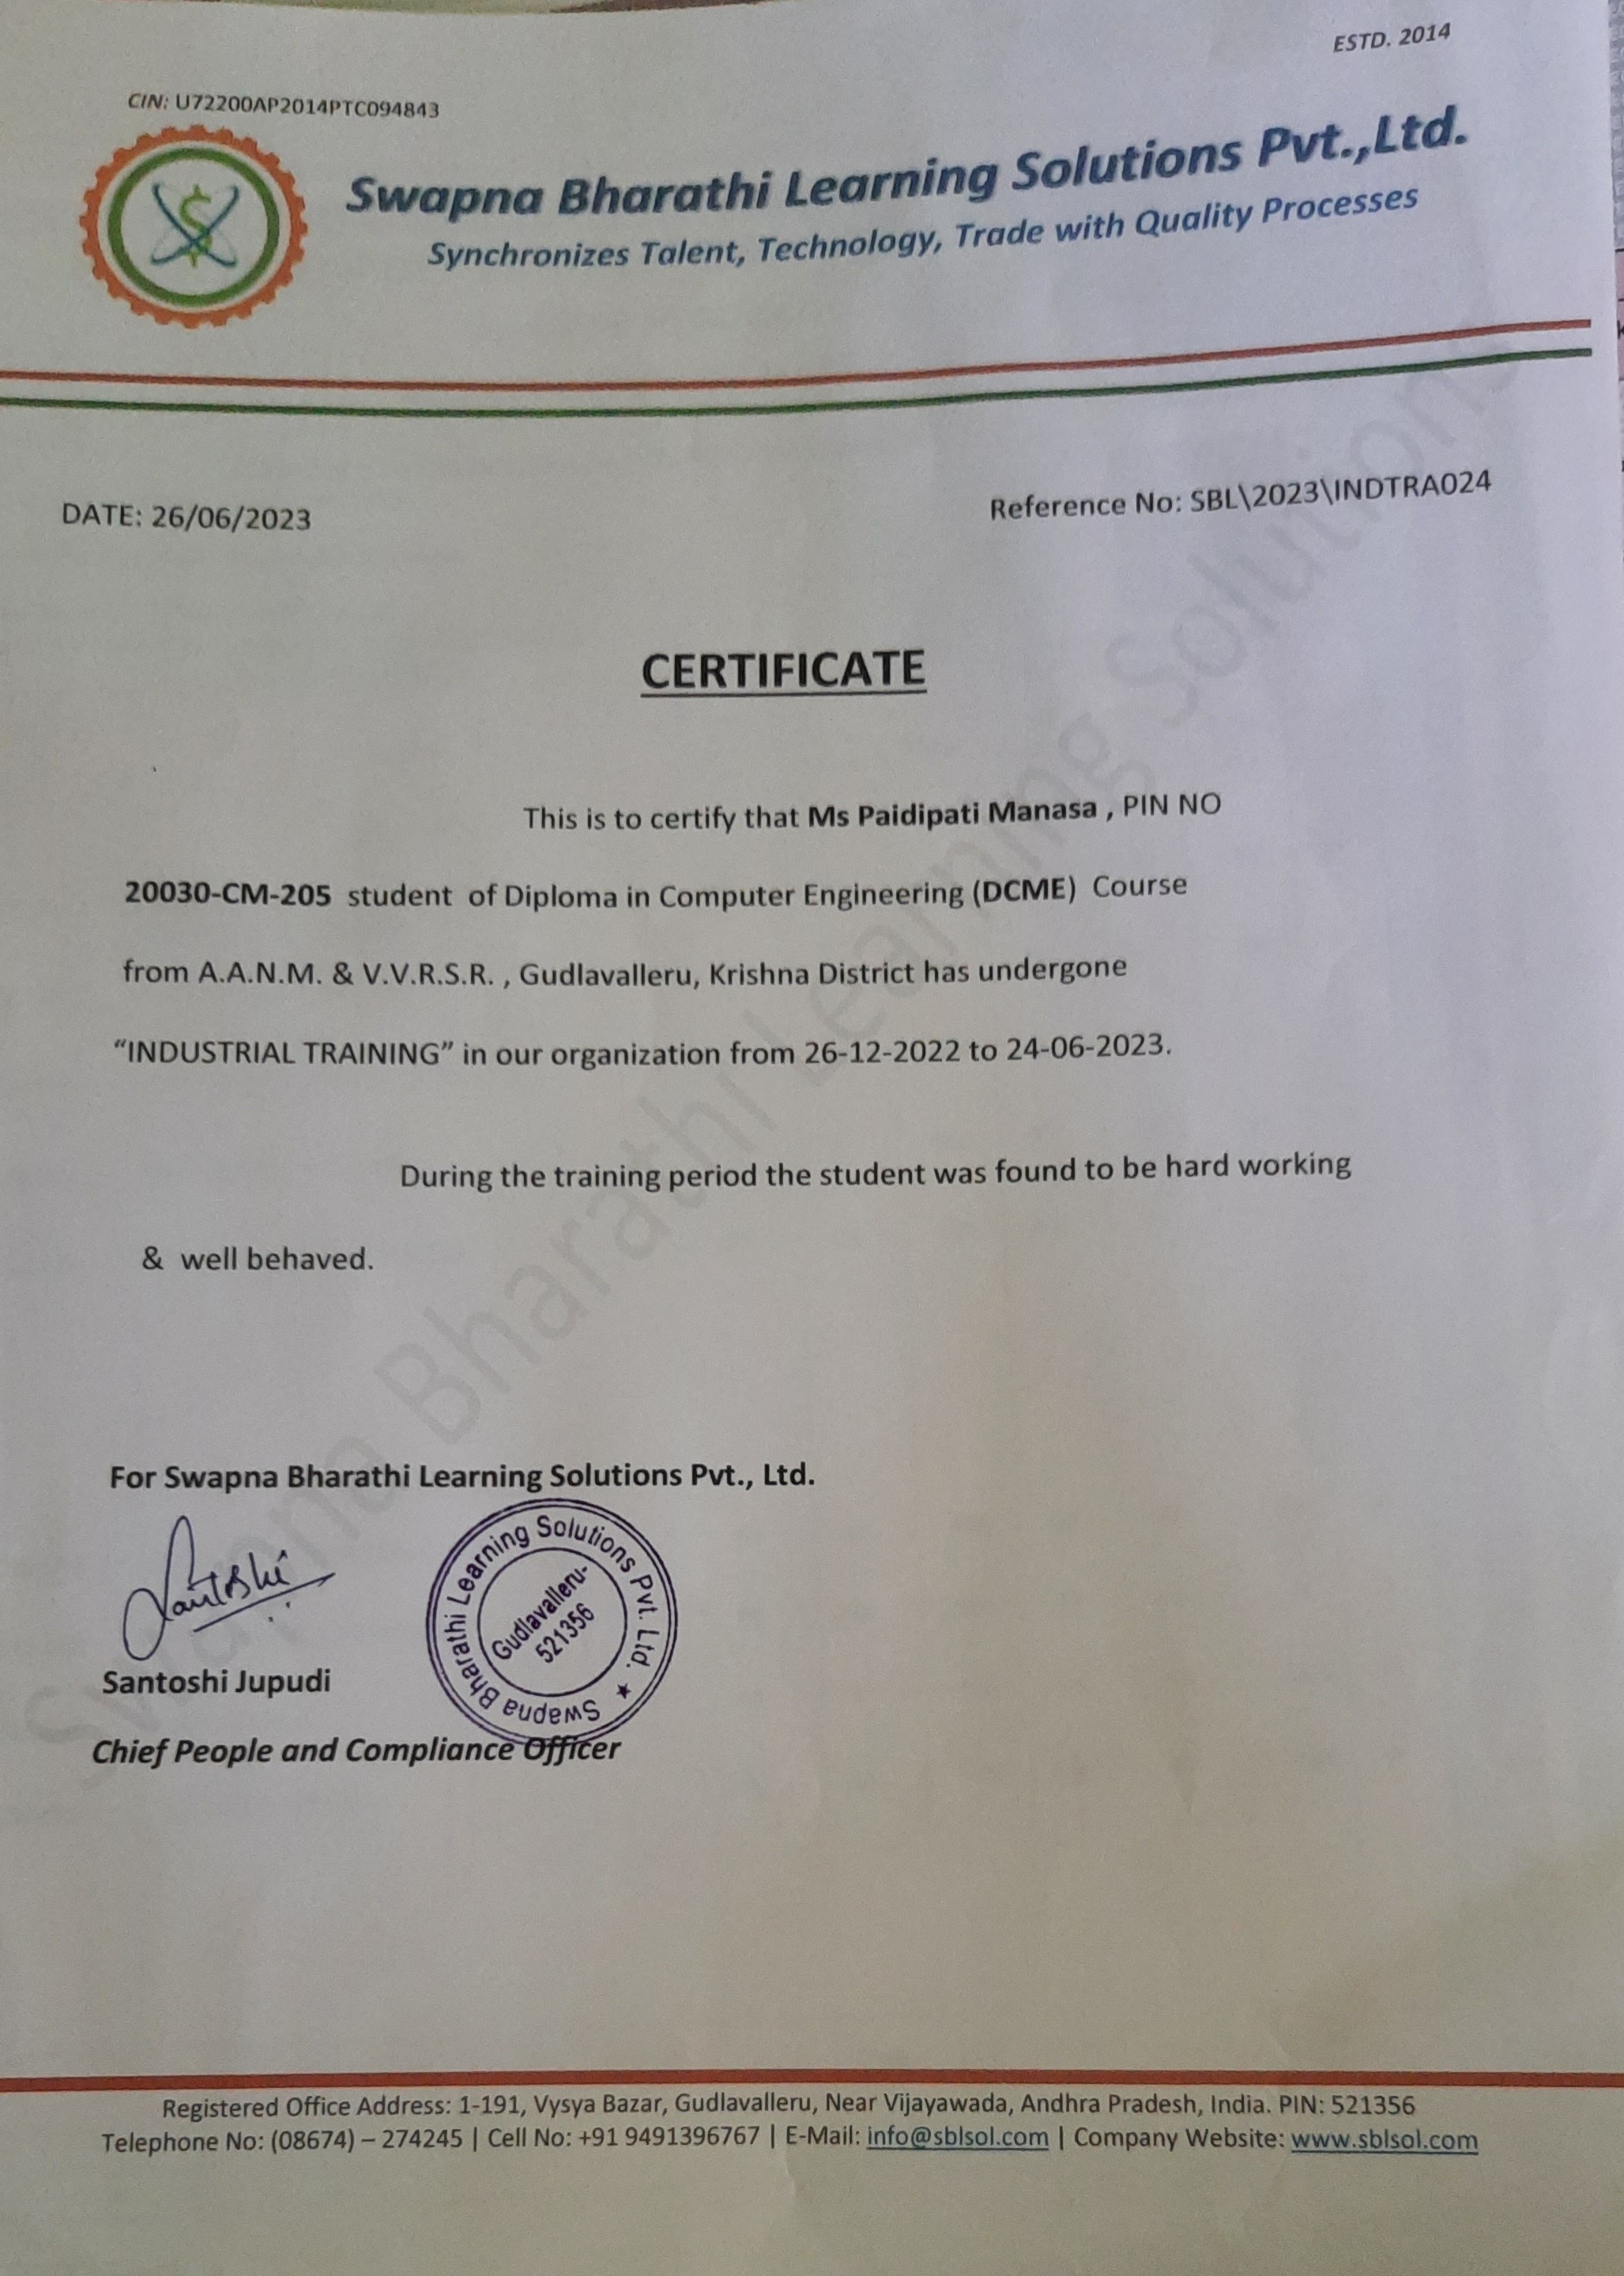 ESTD. 2014
CIN: U72200AP2014PTC094843
Swapna Bharathi Learning Solutions Pvt.,Ltd.
Synchronizes Talent, Technology, Trade with Quality Processes
DATE: 26/06/2023
Reference No: SBL\2023\INDTRA024
CERTIFICATE
This is to certify that Ms Paidipati Manasa , PIN NO
20030-CM-205 student of Diploma in Computer Engineering (DCME) Course
from A.A.N.M. & V.V.R.S.R. , Gudlavalleru, Krishna District has undergone
“INDUSTRIAL TRAINING” in our organization from 26-12-2022 to 24-06-2023.
During the training period the student was found to be hard working
& well behaved.
Swapna Bharathi Learning Solutions
For Swapna Bharathi Learning Solutions Pvt., Ltd.
Santoshi
Swapna Bharathi Learning Solutions Pvt. Ltd. ★
Gudlavalleru-
521356
Santoshi Jupudi
Chief People and Compliance Officer
Registered Office Address: 1-191, Vysya Bazar, Gudlavalleru, Near Vijayawada, Andhra Pradesh, India. PIN: 521356
Telephone No: (08674) – 274245 | Cell No: +91 9491396767 | E-Mail: info@sblsol.com | Company Website: www.sblsol.com